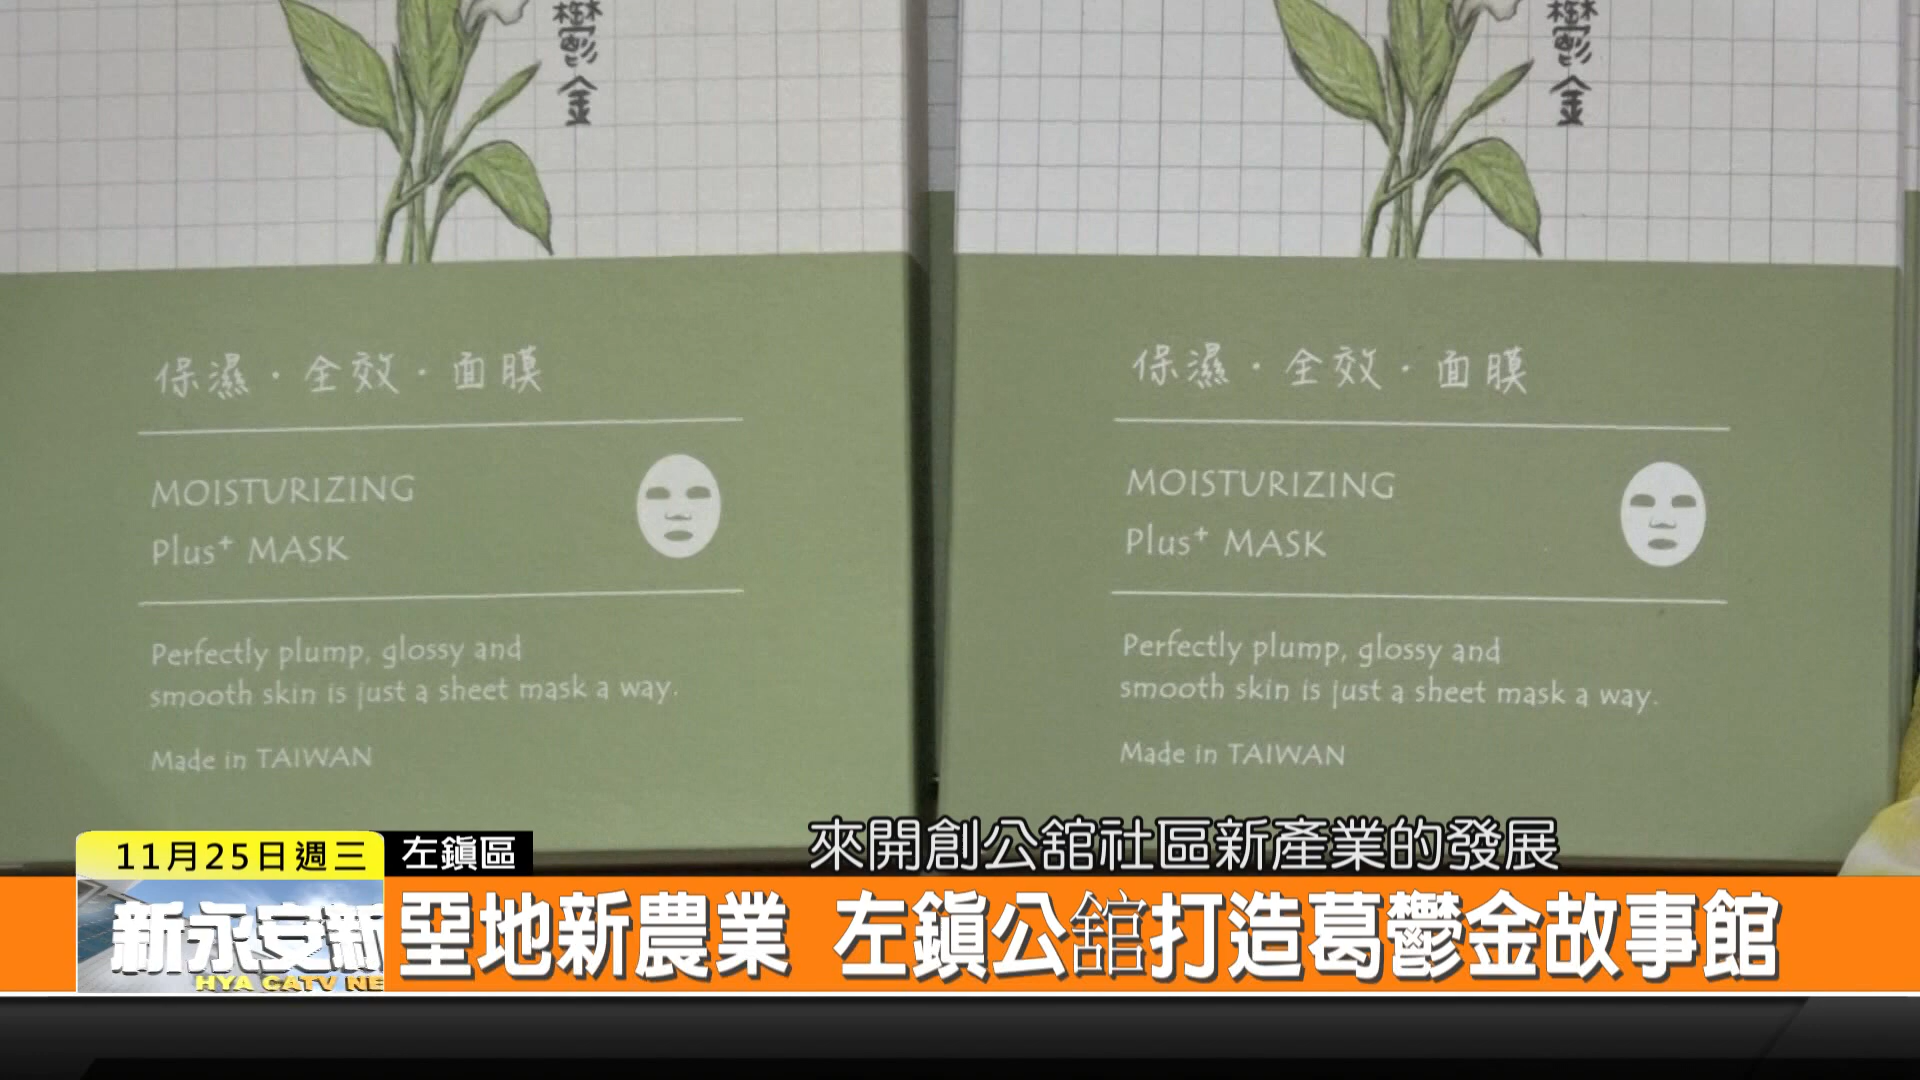 鬱金
鬱金
保濕·全效·面膜
MOISTURIZING
Plus+ MASK
Perfectly plump, glossy and
smooth skin is just a sheet mask a way.
Made in TAIWAN
保濕·全效·面膜
MOISTURIZING
Plus+ MASK
Perfectly plump, glossy and
smooth skin is just a sheet mask a way.
Made in TAIWAN
來開創公舘社區新產業的發展
11月25日週三
左鎮區
新永安新
HYA CATV NE
堊地新農業 左鎮公舘打造葛鬱金故事館